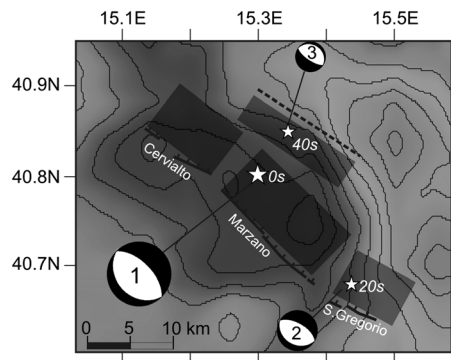 15.1E 15.3E 15.5E
3
40.9N
40s
Cervialto
40.8N
0s
Marzano
1
40.7N
20s
S.Gregorio
2
0 5 10 km